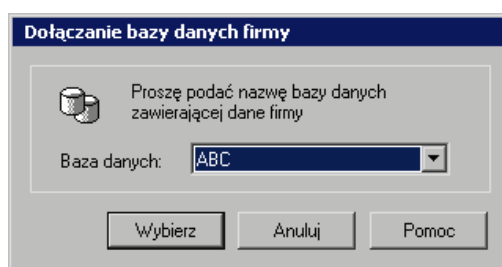 Dołączanie bazy danych firmy
Proszę podać nazwę bazy danych
zawierającej dane firmy
Baza danych: ABC
Wybierz Anuluj Pomoc